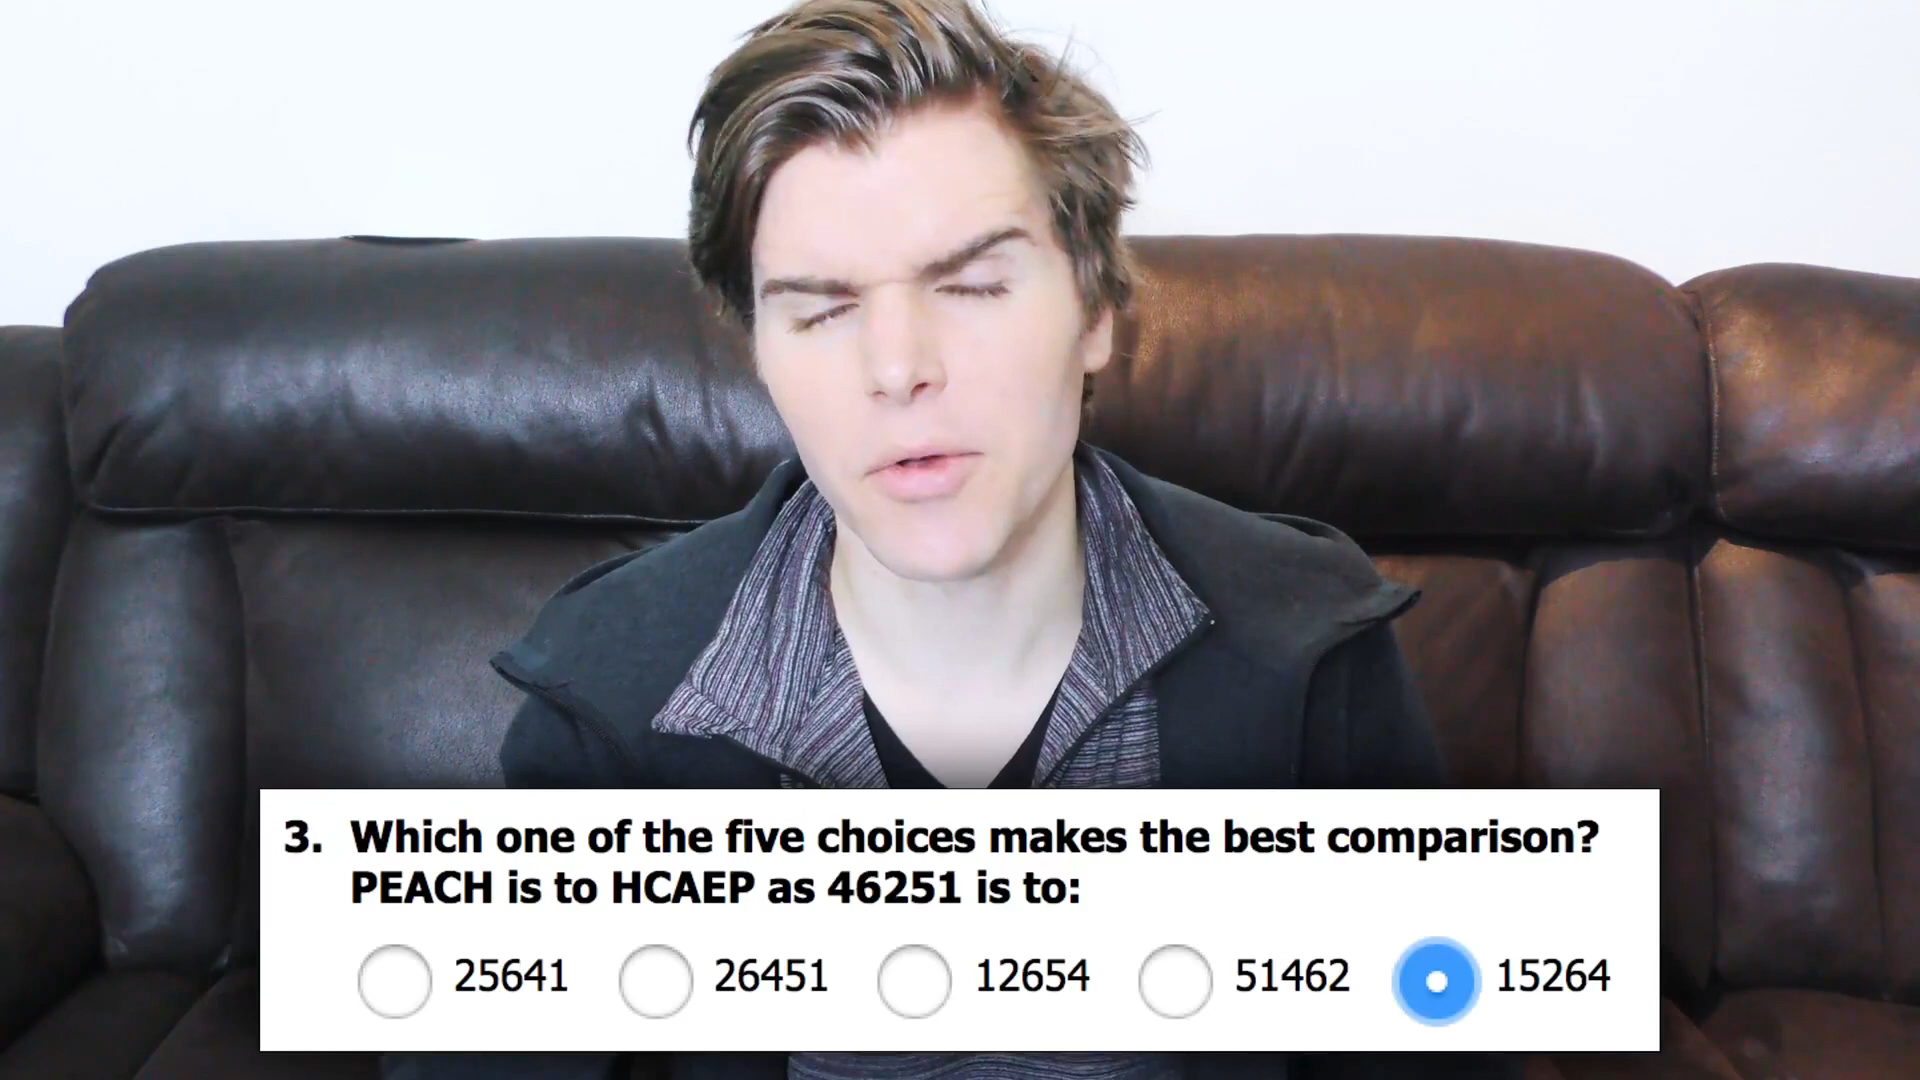 3. Which one of the five choices makes the best comparison?
PEACH is to HCAEP as 46251 is to:
25641 26451 12654 51462 15264